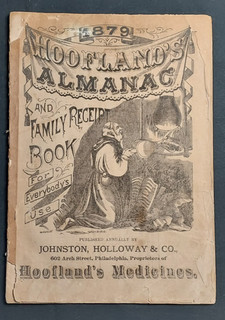 1879
HOOFLAND'S
ALMANAC
AND
FAMILY RECEIPT
BOOK
For
Everybody's
Use
PUBLISHED ANNUALLY BY
JOHNSTON, HOLLOWAY & CO.,
602 Arch Street, Philadelphia, Proprietors of
Hoofland's Medicines.